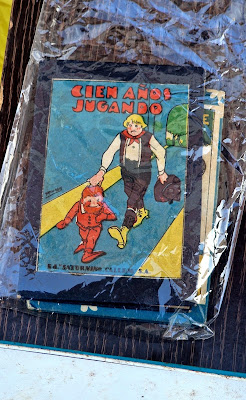 CIEN AÑOS
JUGANDO
ED. "SATURNINO CALLEJA" S.A.